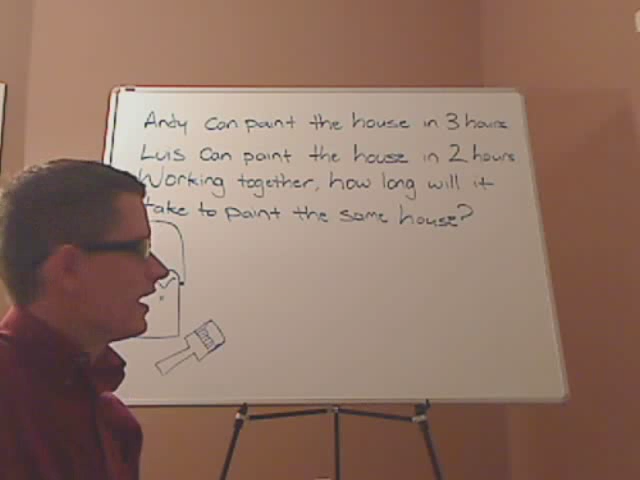 Andy can paint the house in 3 hours
Luis can paint the house in 2 hours
Working together, how long will it
take to paint the same house?